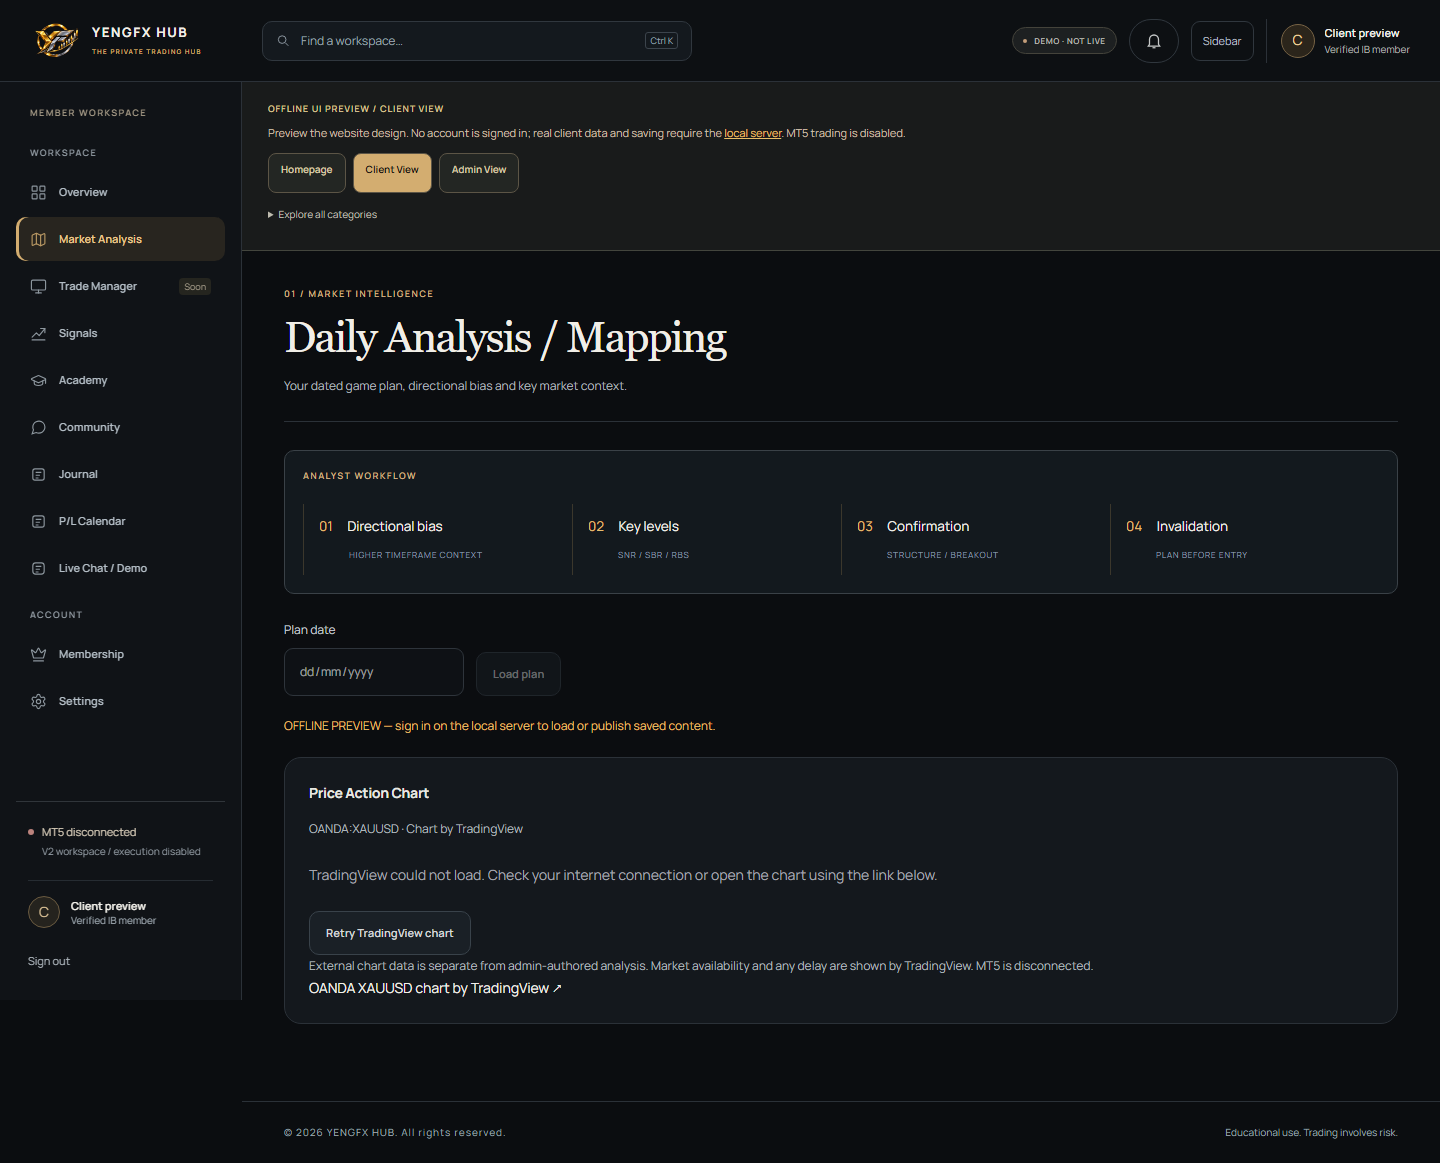 YENGFX HUB
THE PRIVATE TRADING HUB
Find a workspace...
Ctrl K
DEMO · NOT LIVE
Sidebar
C
Client preview
Verified IB member
MEMBER WORKSPACE
WORKSPACE
Overview
Market Analysis
Trade Manager
Soon
Signals
Academy
Community
Journal
P/L Calendar
Live Chat / Demo
ACCOUNT
Membership
Settings
MT5 disconnected
V2 workspace / execution disabled
C
Client preview
Verified IB member
Sign out
OFFLINE UI PREVIEW / CLIENT VIEW
Preview the website design. No account is signed in; real client data and saving require the local server. MT5 trading is disabled.
Homepage
Client View
Admin View
Explore all categories
01 / MARKET INTELLIGENCE
Daily Analysis / Mapping
Your dated game plan, directional bias and key market context.
ANALYST WORKFLOW
01 Directional bias
HIGHER TIMEFRAME CONTEXT
02 Key levels
SNR / SBR / RBS
03 Confirmation
STRUCTURE / BREAKOUT
04 Invalidation
PLAN BEFORE ENTRY
Plan date
dd/mm/yyyy
Load plan
OFFLINE PREVIEW — sign in on the local server to load or publish saved content.
Price Action Chart
OANDA:XAUUSD · Chart by TradingView
TradingView could not load. Check your internet connection or open the chart using the link below.
Retry TradingView chart
External chart data is separate from admin-authored analysis. Market availability and any delay are shown by TradingView. MT5 is disconnected.
OANDA XAUUSD chart by TradingView ↗
© 2026 YENGFX HUB. All rights reserved.
Educational use. Trading involves risk.